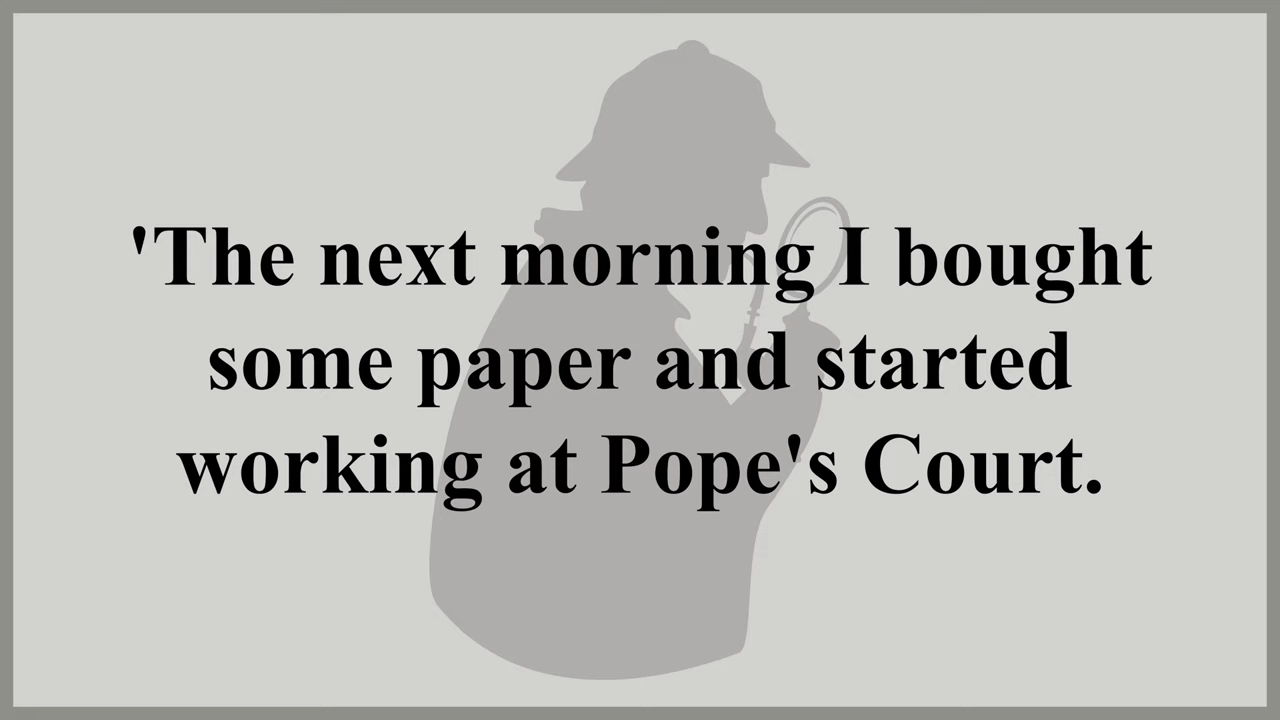 'The next morning I bought
some paper and started
working at Pope's Court.